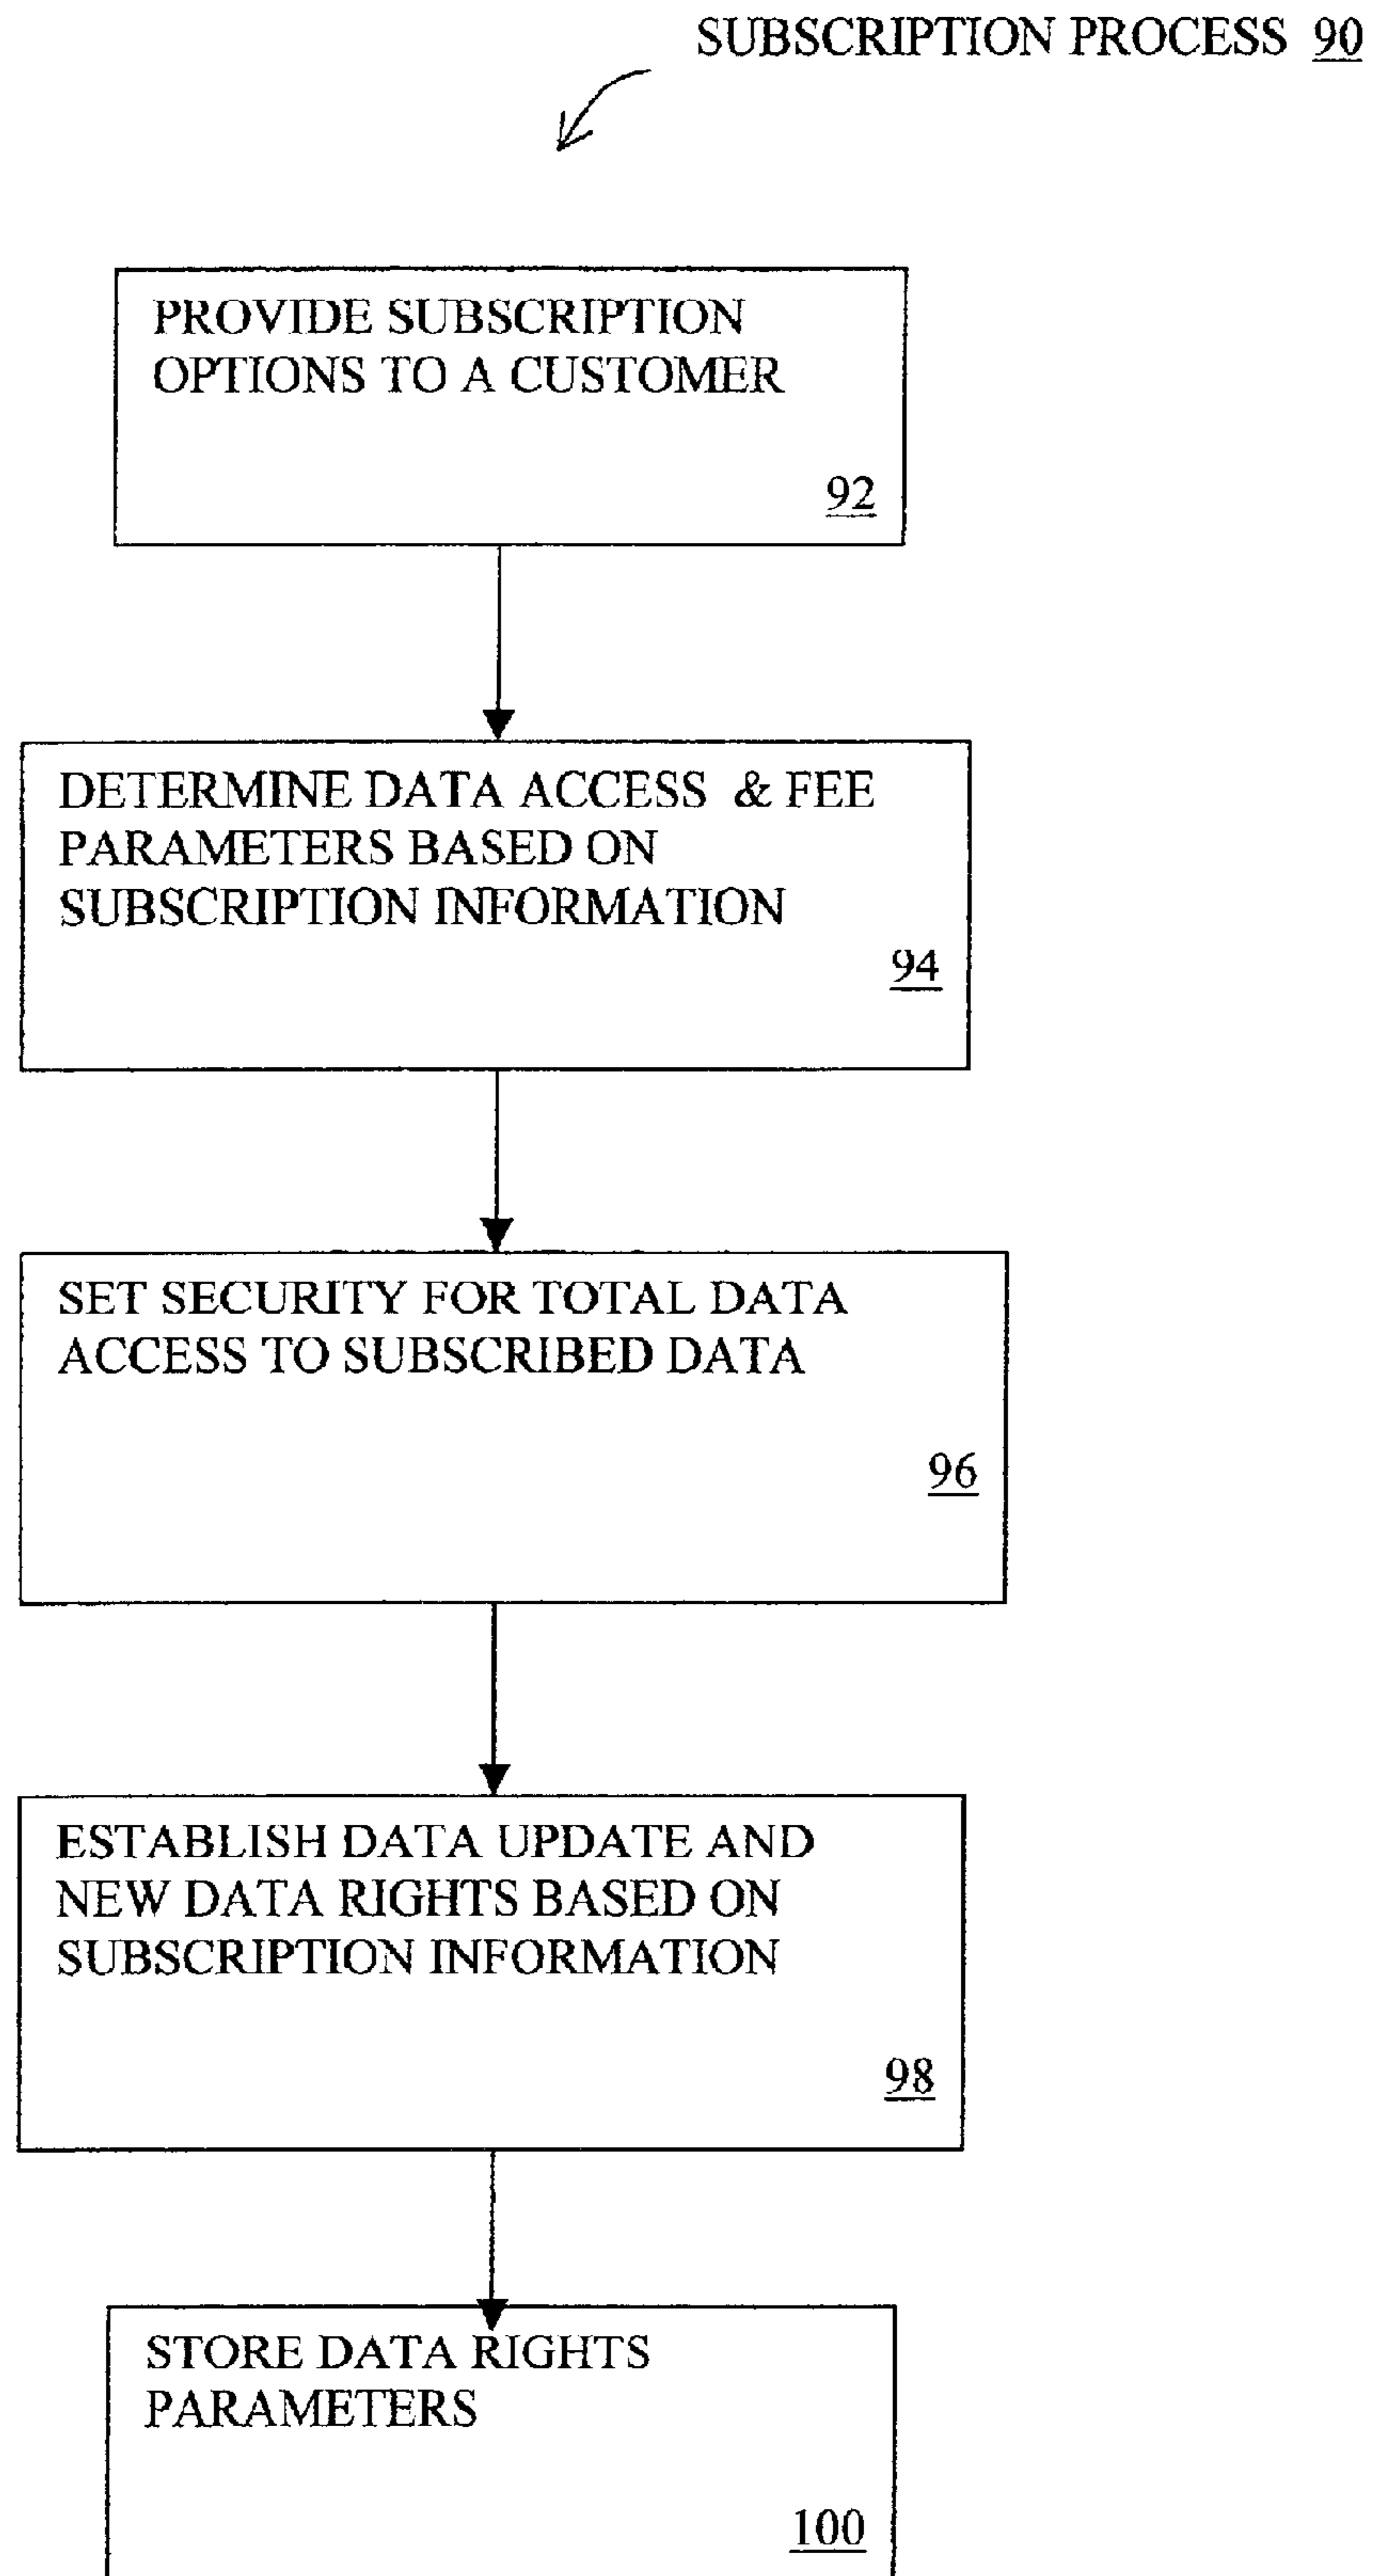 SUBSCRIPTION PROCESS 90
PROVIDE SUBSCRIPTION
OPTIONS TO A CUSTOMER
92
DETERMINE DATA ACCESS & FEE
PARAMETERS BASED ON
SUBSCRIPTION INFORMATION
94
SET SECURITY FOR TOTAL DATA
ACCESS TO SUBSCRIBED DATA
96
ESTABLISH DATA UPDATE AND
NEW DATA RIGHTS BASED ON
SUBSCRIPTION INFORMATION
98
STORE DATA RIGHTS
PARAMETERS
100